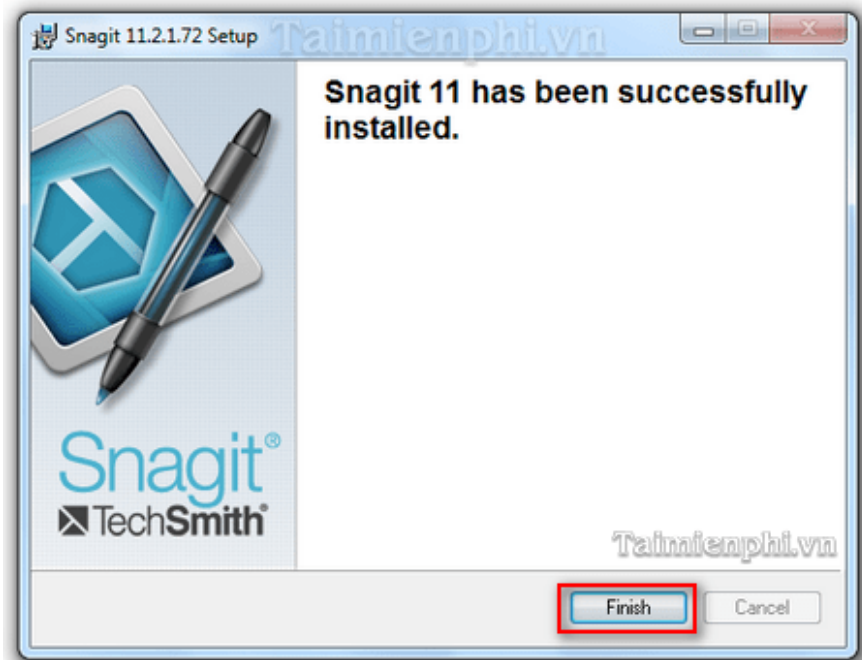 Snagit 11.2.1.72 Setup
Taimienphi.vn
Snagit 11 has been successfully
installed.
Snagit®
TechSmith®
Taimienphi.vn
Finish
Cancel